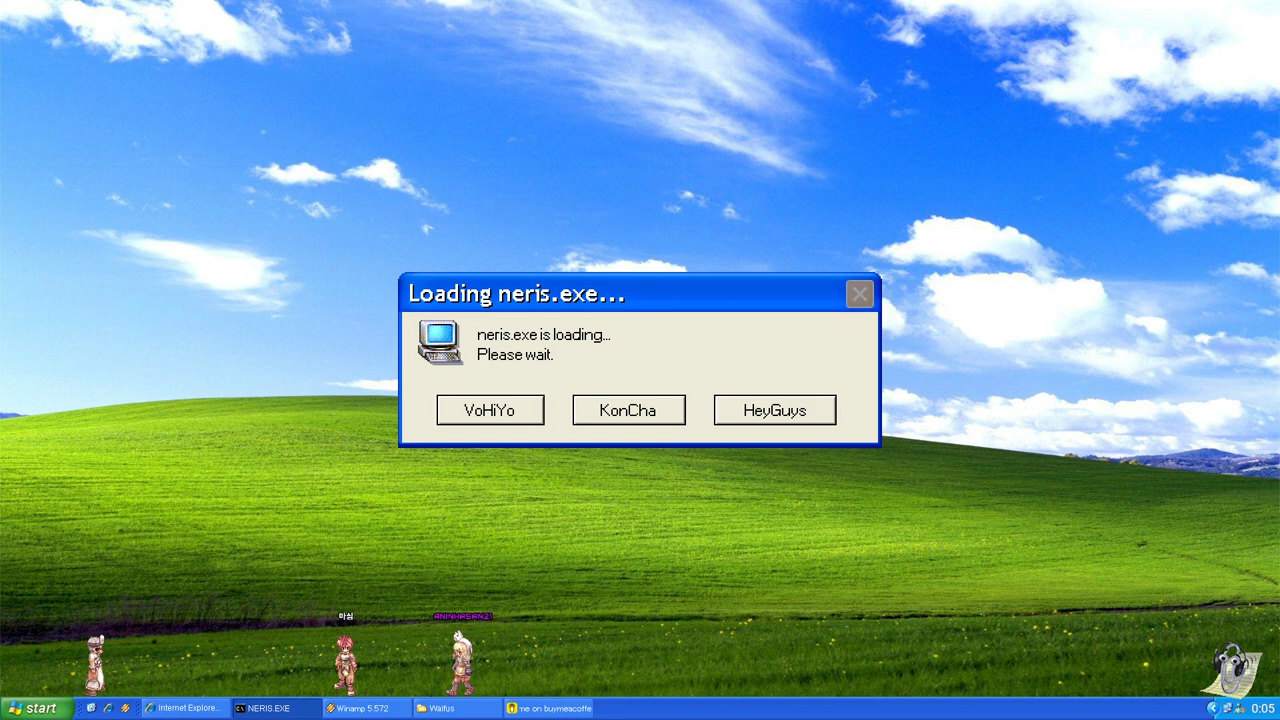 Loading neris.exe...
neris.exe is loading...
Please wait.
VoHiYo
KonCha
HeyGuys
마심
ANINHASAN21
start
Internet Explore...
NERIS.EXE
Winamp 5.572
Waifus
me on buymeacoffe
0:05